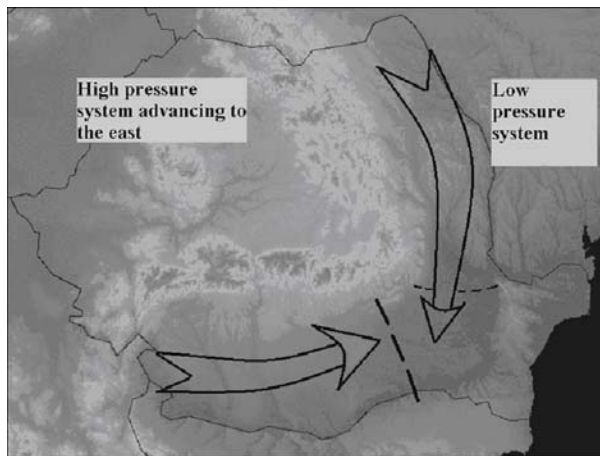 High pressure
system advancing to
the east
Low
pressure
system